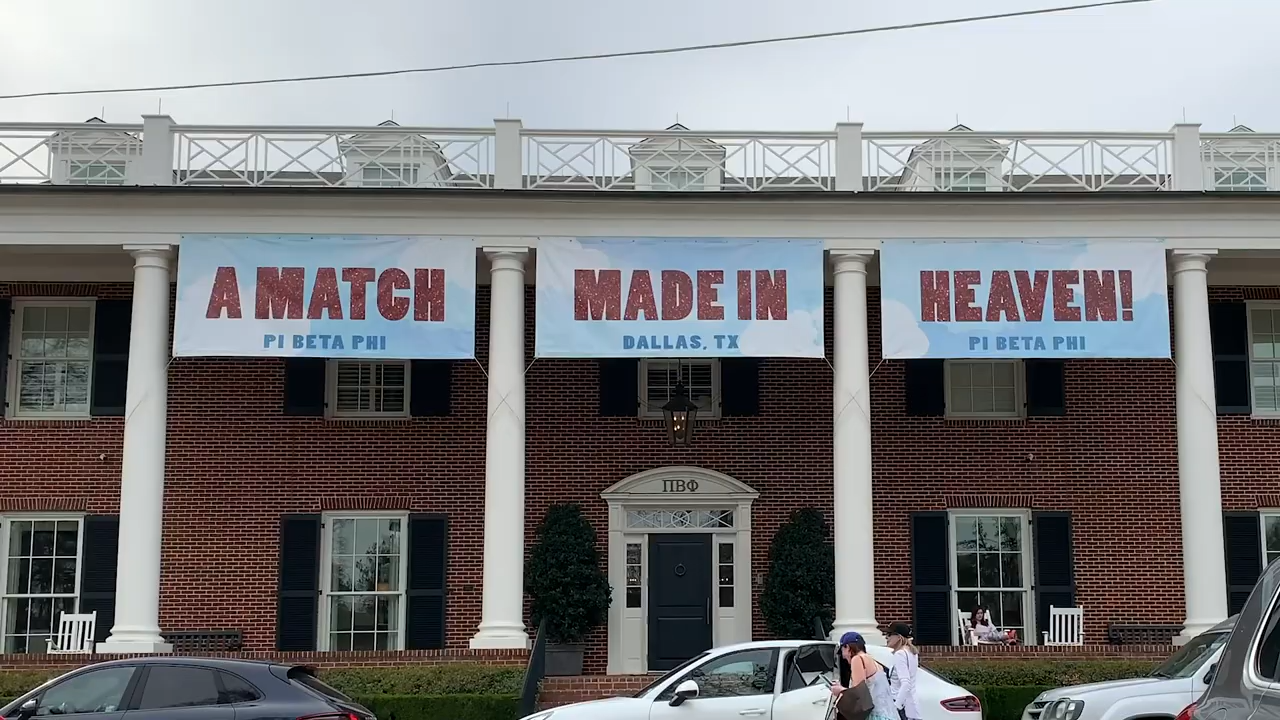 A MATCH
PI BETA PHI
MADE IN
DALLAS, TX
HEAVEN!
PI BETA PHI
ΠΒΦ